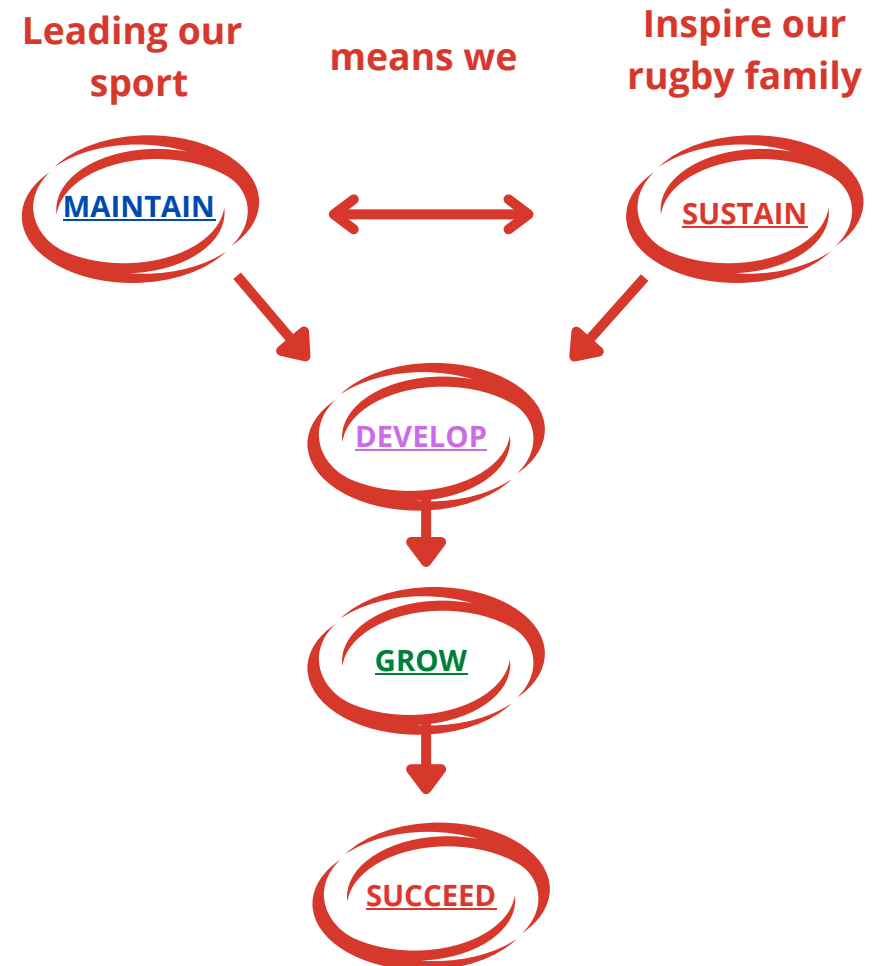 Leading our
sport
means we
Inspire our
rugby family
MAINTAIN
SUSTAIN
DEVELOP
GROW
SUCCEED